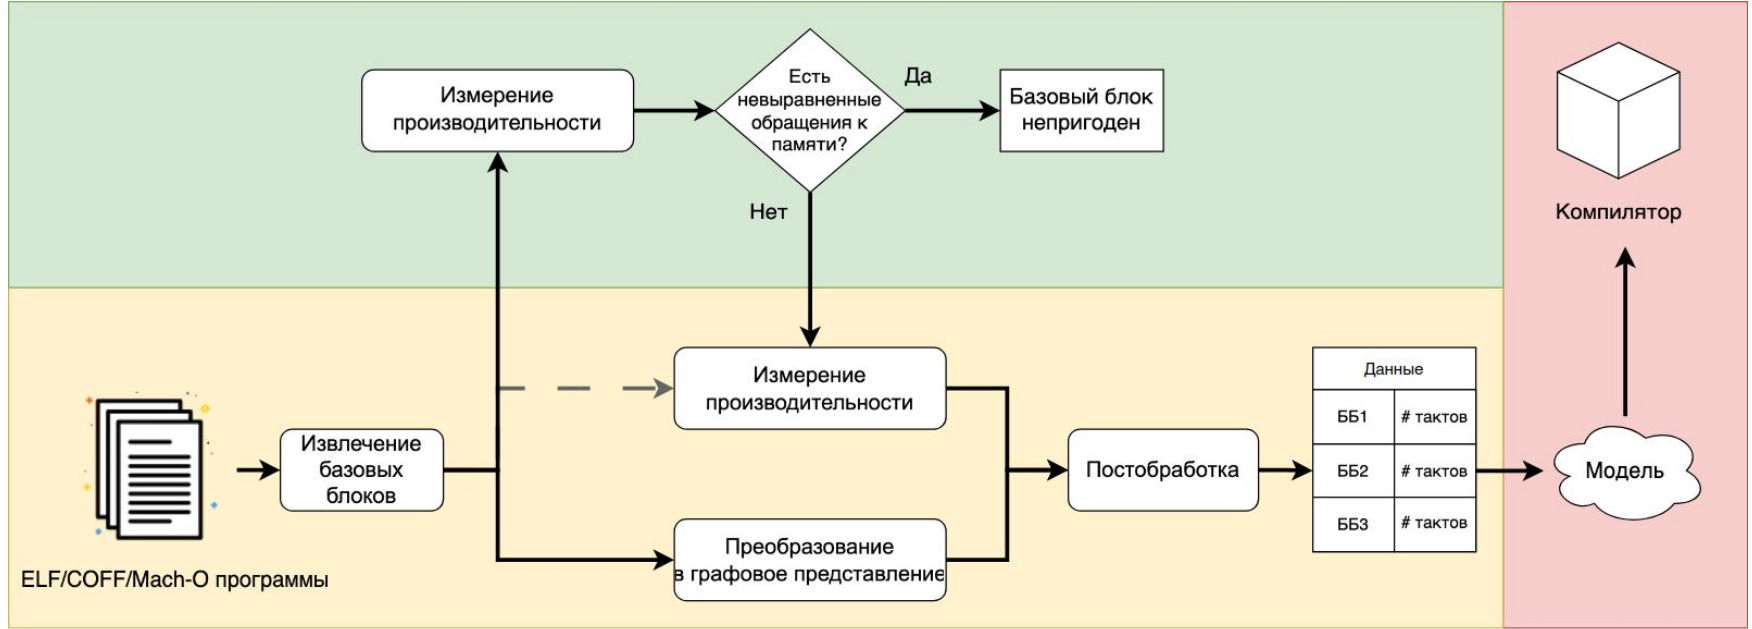 Измерение
производительности
Есть
невыравненные
обращения к
памяти?
Да
Базовый блок
непригоден
Нет
Компилятор
ELF/COFF/Mach-O программы
Извлечение
базовых
блоков
Измерение
производительности
Преобразование
в графовое представление
Постобработка
Данные
ББ1 # тактов
ББ2 # тактов
ББ3 # тактов
Модель